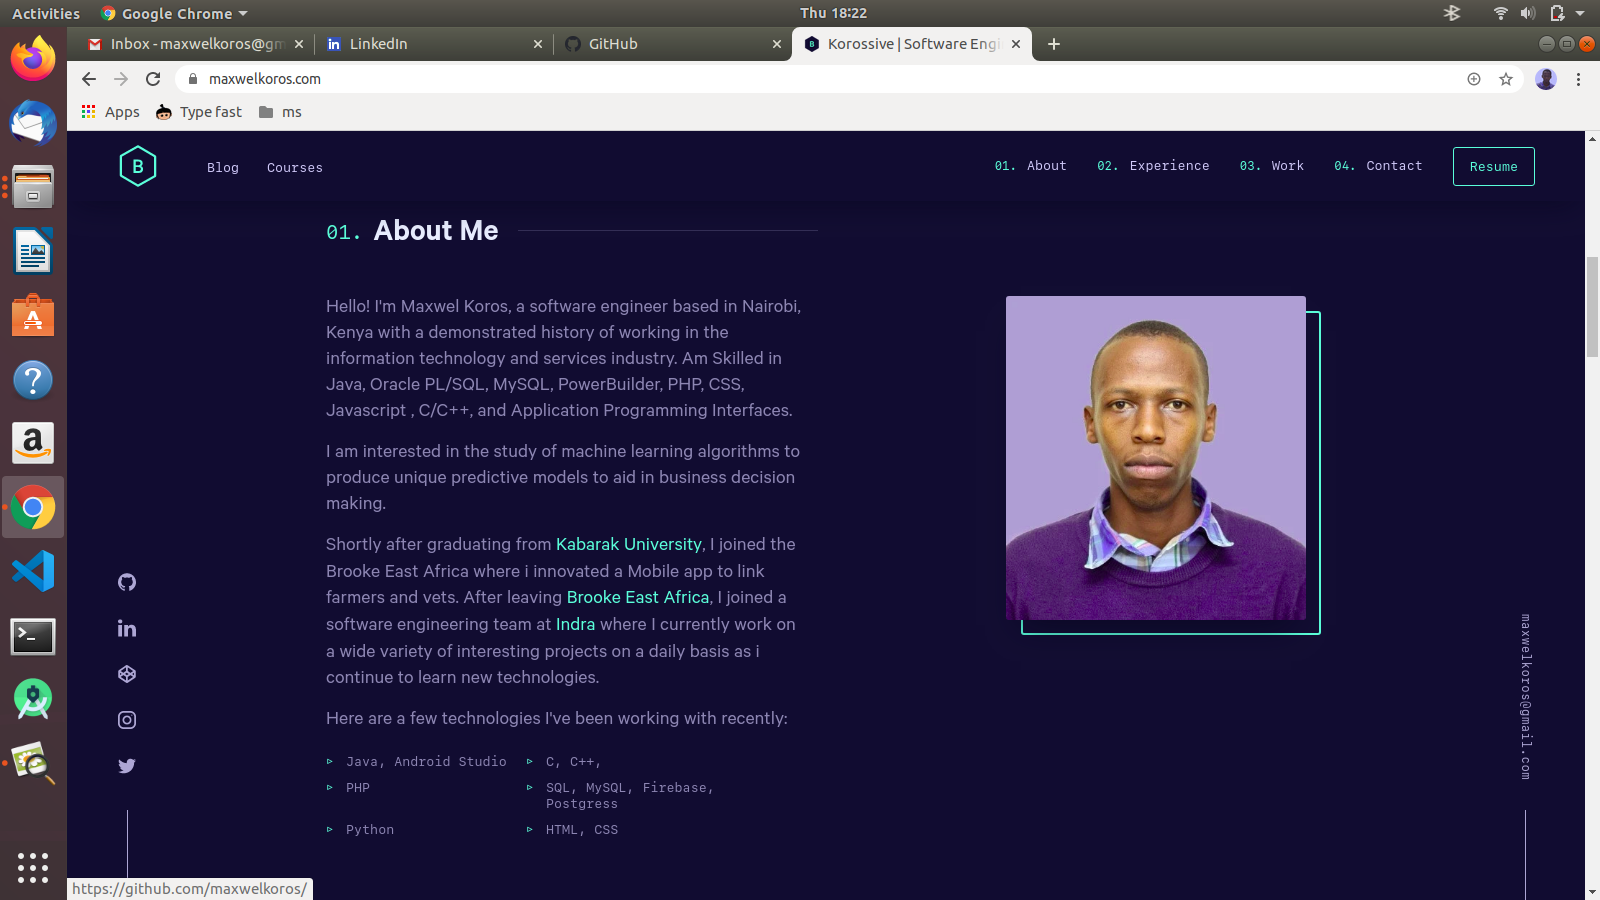 Activities
Google Chrome
Thu 18:22
Inbox - maxwelkoros@gm
LinkedIn
GitHub
Korossive | Software Engi
maxwelkoros.com
Apps
Type fast
ms
B
Blog
Courses
01. About
02. Experience
03. Work
04. Contact
Resume
01. About Me
Hello! I'm Maxwel Koros, a software engineer based in Nairobi,
Kenya with a demonstrated history of working in the
information technology and services industry. Am Skilled in
Java, Oracle PL/SQL, MySQL, PowerBuilder, PHP, CSS,
Javascript , C/C++, and Application Programming Interfaces.
I am interested in the study of machine learning algorithms to
produce unique predictive models to aid in business decision
making.
Shortly after graduating from Kabarak University, I joined the
Brooke East Africa where i innovated a Mobile app to link
farmers and vets. After leaving Brooke East Africa, I joined a
software engineering team at Indra where I currently work on
a wide variety of interesting projects on a daily basis as i
continue to learn new technologies.
Here are a few technologies I've been working with recently:
Java, Android Studio
C, C++,
PHP
SQL, MySQL, Firebase,
Postgress
Python
HTML, CSS
maxwelkoros@gmail.com
https://github.com/maxwelkoros/